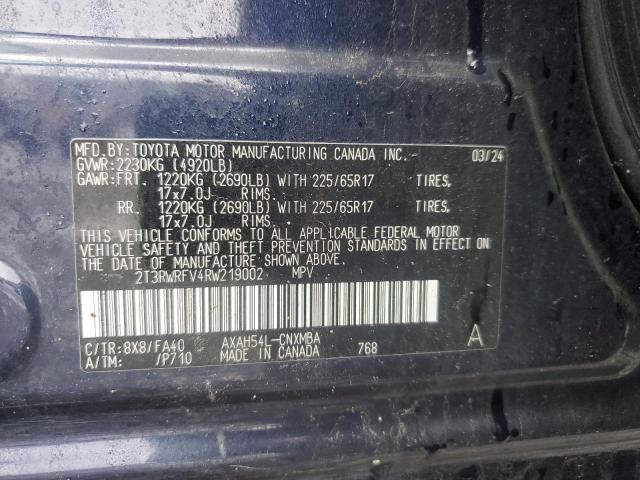 MFD.BY:TOYOTA MOTOR MANUFACTURING CANADA INC. 03/24
GVWR:2230KG (4920LB)
GAWR:FRT. 1220KG (2690LB) WITH 225/65R17 TIRES.
17x7.0J RIMS.
RR. 1220KG (2690LB) WITH 225/65R17 TIRES.
17x7.0J RIMS.
THIS VEHICLE CONFORMS TO ALL APPLICABLE FEDERAL MOTOR
VEHICLE SAFETY AND THEFT PREVENTION STANDARDS IN EFFECT ON
THE DATE OF MANUFACTURE SHOWN ABOVE.
2T3RWRFV4RW219002 MPV
C/TR:8X8/FA40 AXAH54L-CNXMBA A
A/TM: /P710 MADE IN CANADA 768